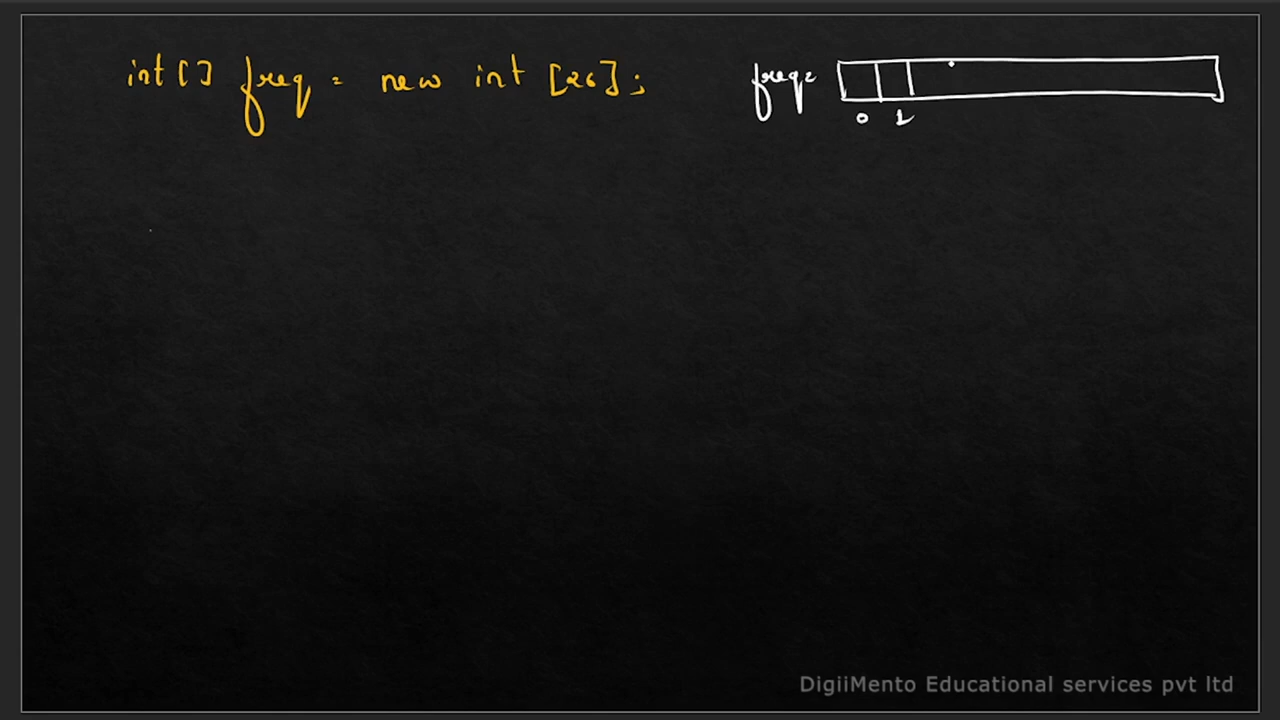 int[] freq = new int [26];
freq=
0 1
DigiiMento Educational services pvt ltd